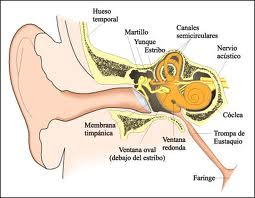 Hueso
temporal
Martillo
Yunque
Estribo
Canales
semicirculares
Nervio
acústico
Cóclea
Membrana
timpánica
Ventana oval
(debajo del estribo)
Ventana
redonda
Trompa de
Eustaquio
Faringe